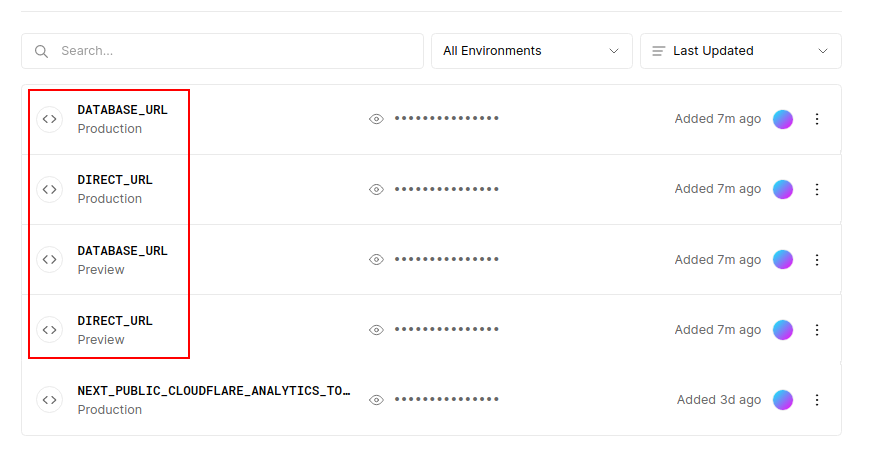 Search...
All Environments
Last Updated
DATABASE_URL
Production
•••••••••••••••
Added 7m ago
DIRECT_URL
Production
•••••••••••••••
Added 7m ago
DATABASE_URL
Preview
•••••••••••••••
Added 7m ago
DIRECT_URL
Preview
•••••••••••••••
Added 7m ago
NEXT_PUBLIC_CLOUDFLARE_ANALYTICS_TO…
Production
•••••••••••••••
Added 3d ago